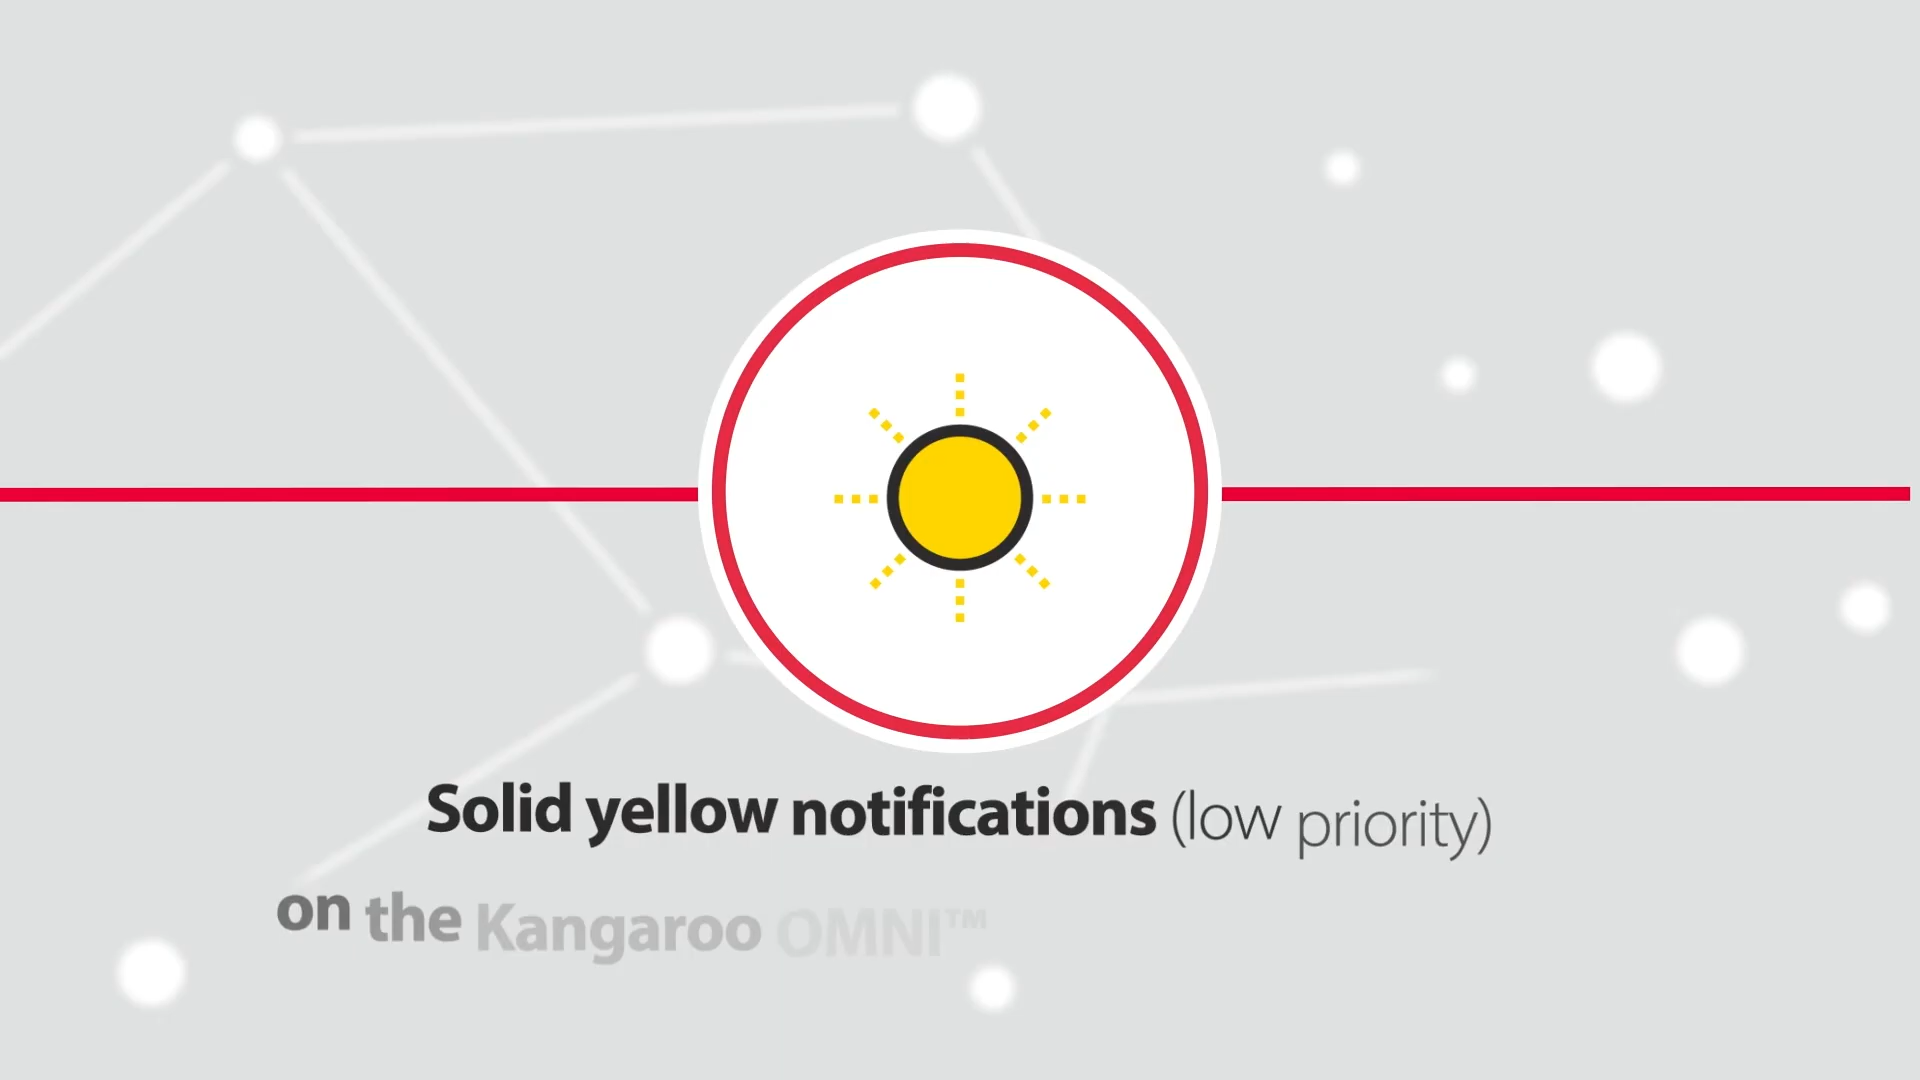 Solid yellow notifications (low priority)
on the Kangaroo OMNI™